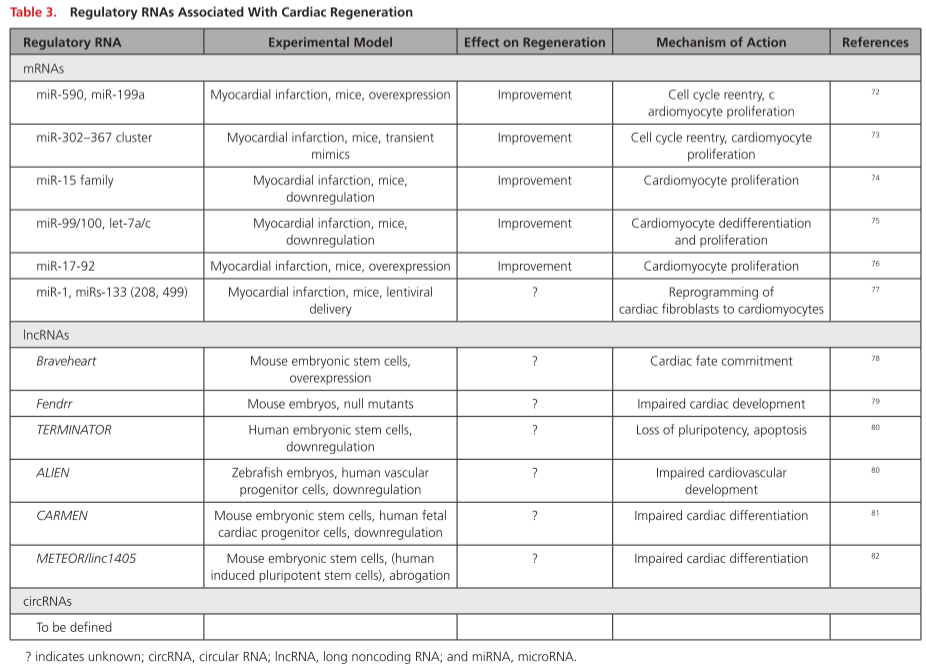 Table 3. Regulatory RNAs Associated With Cardiac Regeneration
Regulatory RNA Experimental Model Effect on Regeneration Mechanism of Action References
mRNAs
miR-590, miR-199a Myocardial infarction, mice, overexpression Improvement Cell cycle reentry, c 72
ardiomyocyte proliferation
miR-302–367 cluster Myocardial infarction, mice, transient Improvement Cell cycle reentry, cardiomyocyte 73
mimics proliferation
miR-15 family Myocardial infarction, mice, Improvement Cardiomyocyte proliferation 74
downregulation
miR-99/100, let-7a/c Myocardial infarction, mice, Improvement Cardiomyocyte dedifferentiation 75
downregulation and proliferation
miR-17-92 Myocardial infarction, mice, overexpression Improvement Cardiomyocyte proliferation 76
miR-1, miRs-133 (208, 499) Myocardial infarction, mice, lentiviral ? Reprogramming of 77
delivery cardiac fibroblasts to cardiomyocytes
lncRNAs
Braveheart Mouse embryonic stem cells, ? Cardiac fate commitment 78
overexpression
Fendrr Mouse embryos, null mutants ? Impaired cardiac development 79
TERMINATOR Human embryonic stem cells, ? Loss of pluripotency, apoptosis 80
downregulation
ALIEN Zebrafish embryos, human vascular ? Impaired cardiovascular 80
progenitor cells, downregulation development
CARMEN Mouse embryonic stem cells, human fetal ? Impaired cardiac differentiation 81
cardiac progenitor cells, downregulation
METEOR/linc1405 Mouse embryonic stem cells, (human ? Impaired cardiac differentiation 82
induced pluripotent stem cells), abrogation
circRNAs
To be defined
? indicates unknown; circRNA, circular RNA; lncRNA, long noncoding RNA; and miRNA, microRNA.